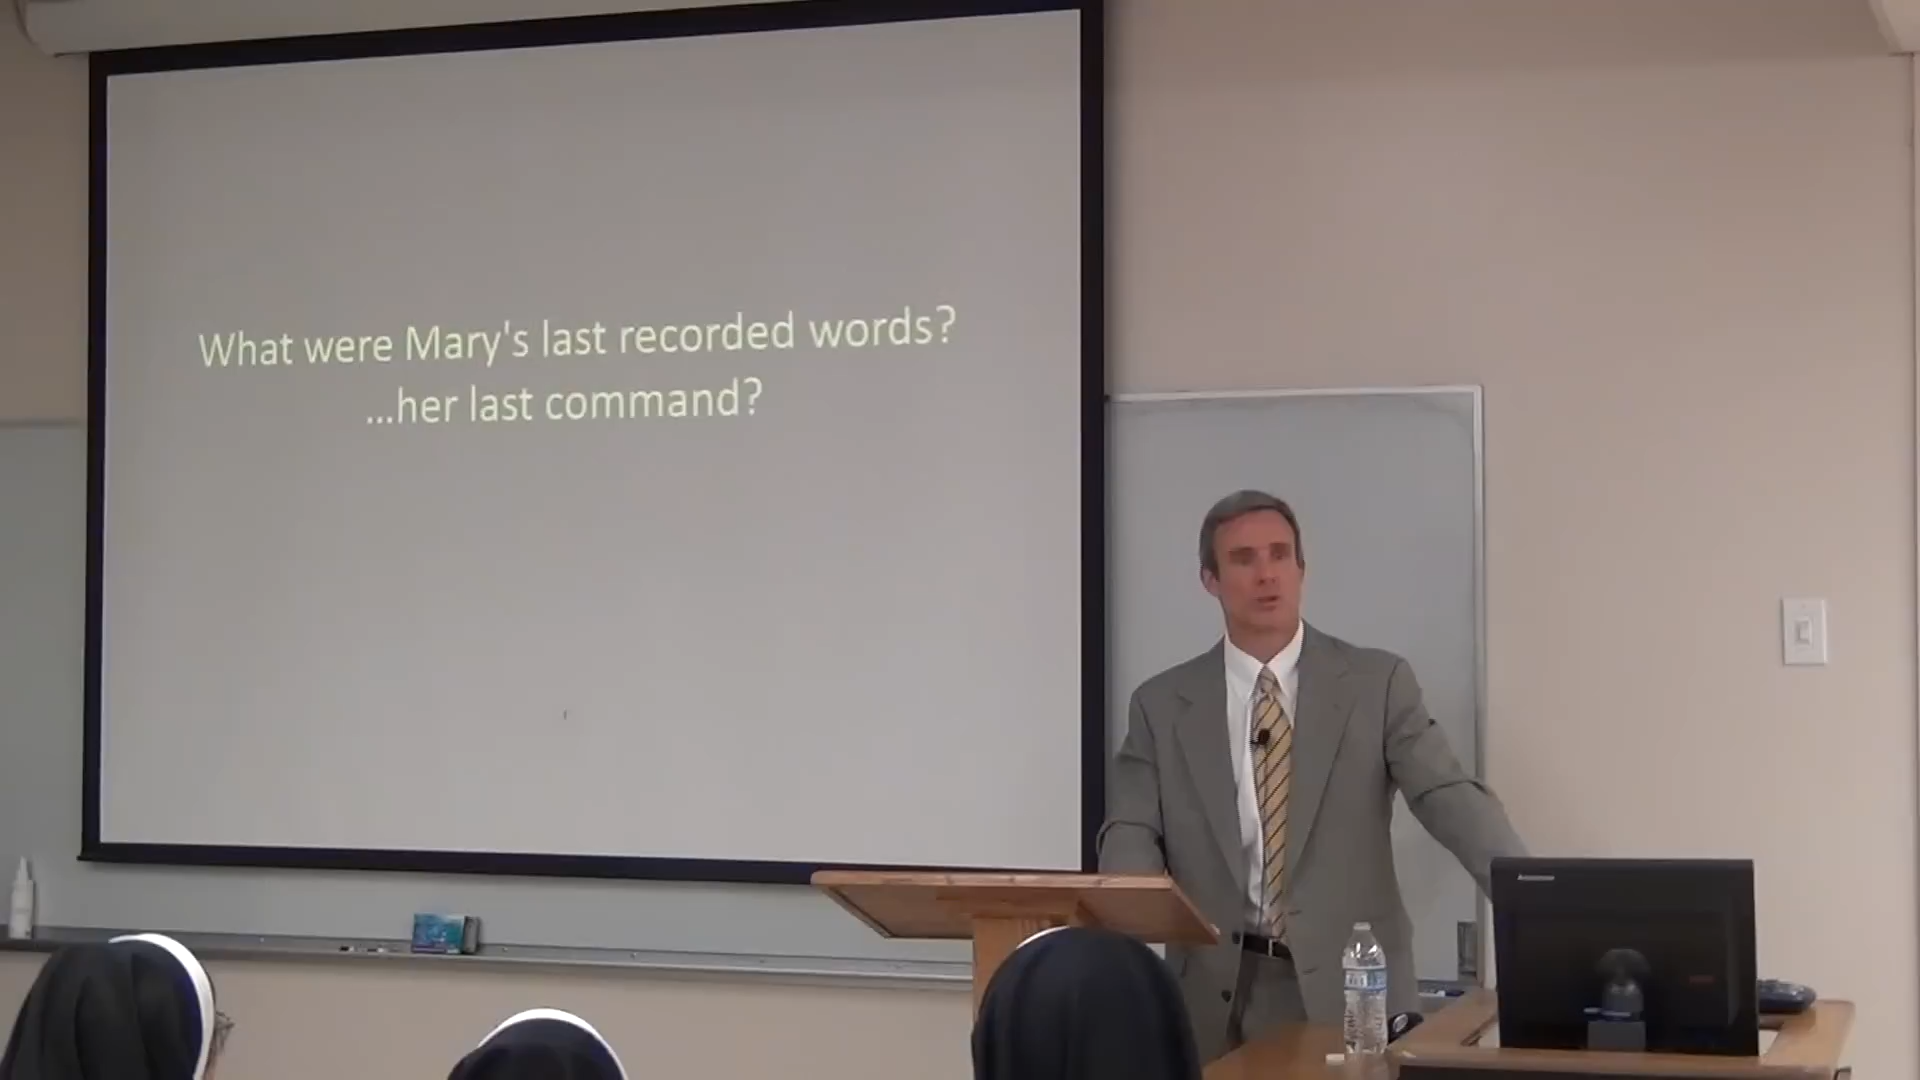 What were Mary's last recorded words?
...her last command?